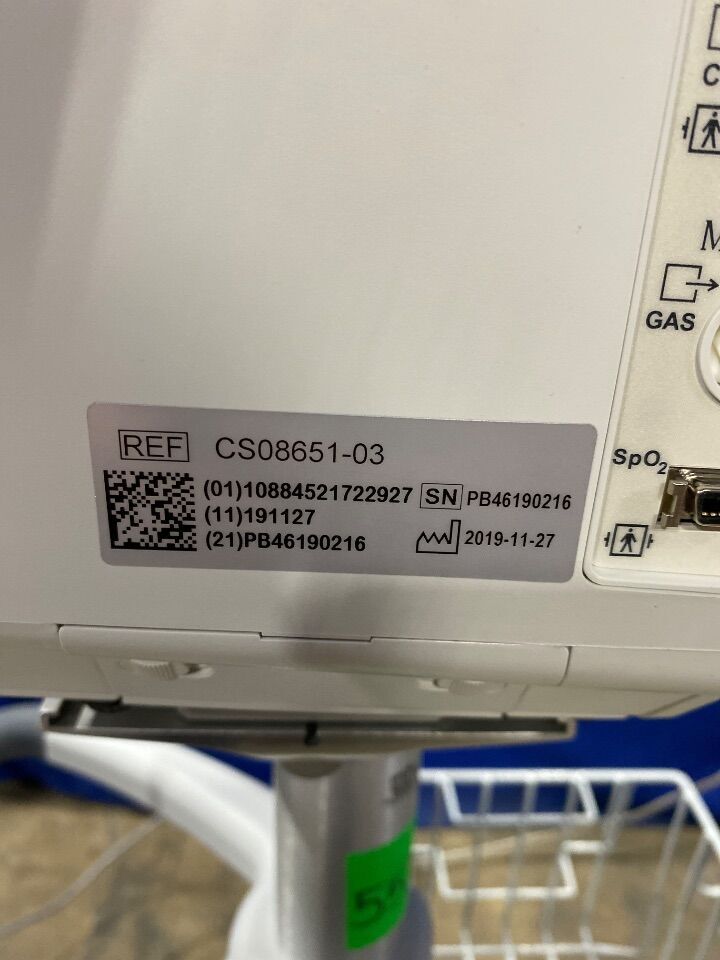 C
M
GAS
SpO2
REF CS08651-03
(01)10884521722927 SN PB46190216
(11)191127
(21)PB46190216 2019-11-27